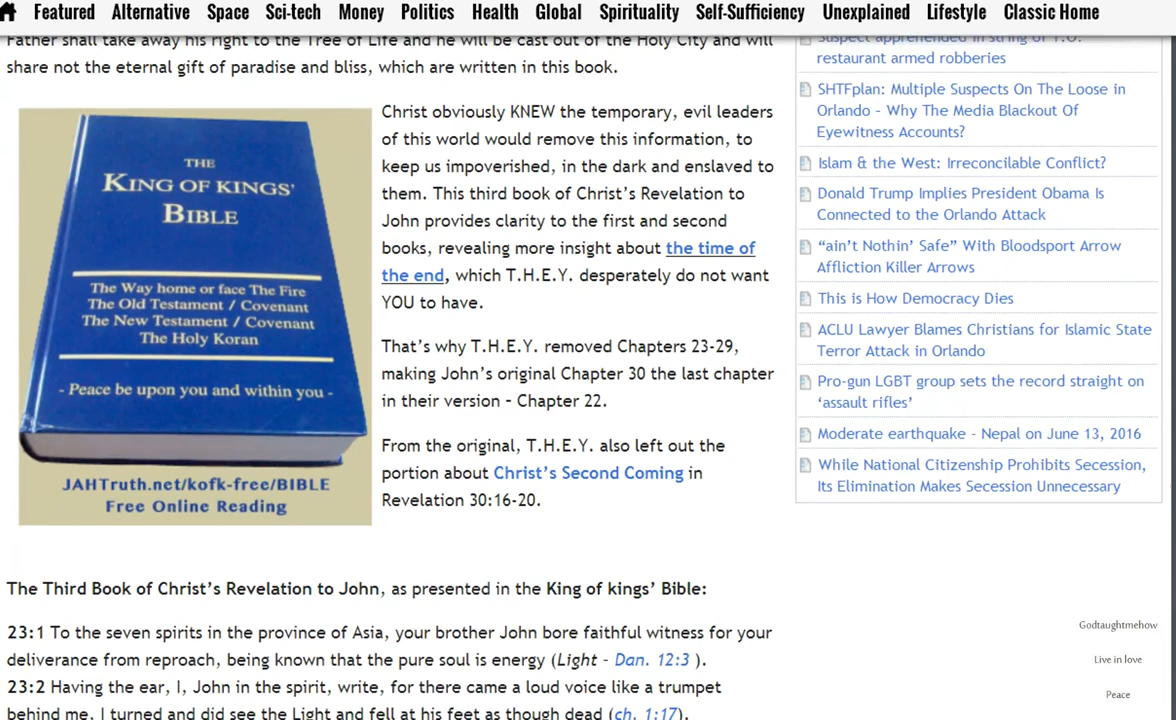 Featured Alternative Space Sci-tech Money Politics Health Global Spirituality Self-Sufficiency Unexplained Lifestyle Classic Home
Father shall take away his right to the Tree of Life and he will be cast out of the Holy City and will
share not the eternal gift of paradise and bliss, which are written in this book.
THE
KING OF KINGS'
BIBLE
The Way home or face The Fire
The Old Testament / Covenant
The New Testament / Covenant
The Holy Koran
- Peace be upon you and within you -
JAHTruth.net/kofk-free/BIBLE
Free Online Reading
Christ obviously KNEW the temporary, evil leaders
of this world would remove this information, to
keep us impoverished, in the dark and enslaved to
them. This third book of Christ’s Revelation to
John provides clarity to the first and second
books, revealing more insight about the time of
the end, which T.H.E.Y. desperately do not want
YOU to have.
That’s why T.H.E.Y. removed Chapters 23-29,
making John’s original Chapter 30 the last chapter
in their version – Chapter 22.
From the original, T.H.E.Y. also left out the
portion about Christ’s Second Coming in
Revelation 30:16-20.
The Third Book of Christ’s Revelation to John, as presented in the King of kings’ Bible:
23:1 To the seven spirits in the province of Asia, your brother John bore faithful witness for your
deliverance from reproach, being known that the pure soul is energy (Light - Dan. 12:3 ).
23:2 Having the ear, I, John in the spirit, write, for there came a loud voice like a trumpet
behind me. I turned and did see the Light and fell at his feet as though dead (ch. 1:17).
Suspect apprehended in string of T.O.
restaurant armed robberies
SHTFplan: Multiple Suspects On The Loose in
Orlando – Why The Media Blackout Of
Eyewitness Accounts?
Islam & the West: Irreconcilable Conflict?
Donald Trump Implies President Obama Is
Connected to the Orlando Attack
“ain’t Nothin’ Safe” With Bloodsport Arrow
Affliction Killer Arrows
This is How Democracy Dies
ACLU Lawyer Blames Christians for Islamic State
Terror Attack in Orlando
Pro-gun LGBT group sets the record straight on
‘assault rifles’
Moderate earthquake - Nepal on June 13, 2016
While National Citizenship Prohibits Secession,
Its Elimination Makes Secession Unnecessary
Godtaughtmehow
Live in love
Peace